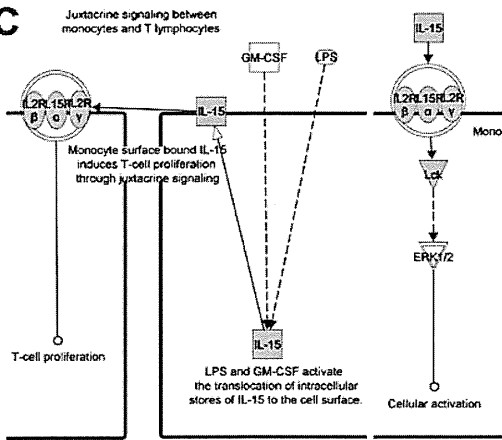 C
Juxtacrine signaling between
monocytes and T lymphocytes
GM-CSF
LPS
IL-15
IL2R IL15R IL2R
β α γ
IL-15
IL2R IL15R IL2R
β α γ
Mono
Monocyte surface bound IL-15
induces T-cell proliferation
through juxtacrine signaling
Lck
ERK1/2
IL-15
T-cell proliferation
LPS and GM-CSF activate
the translocation of intracellular
stores of IL-15 to the cell surface.
Cellular activation